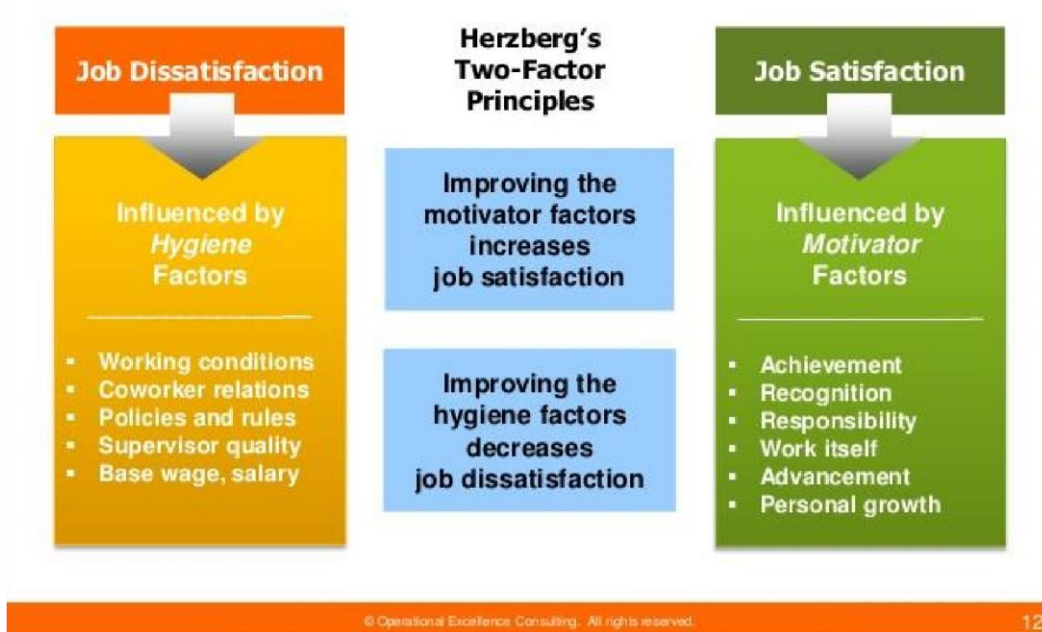 Job Dissatisfaction
Influenced by
Hygiene
Factors
▪ Working conditions
▪ Coworker relations
▪ Policies and rules
▪ Supervisor quality
▪ Base wage, salary
Herzberg's
Two-Factor
Principles
Improving the
motivator factors
increases
job satisfaction
Improving the
hygiene factors
decreases
job dissatisfaction
Job Satisfaction
Influenced by
Motivator
Factors
▪ Achievement
▪ Recognition
▪ Responsibility
▪ Work itself
▪ Advancement
▪ Personal growth
© Operational Excellence Consulting. All rights reserved.
12